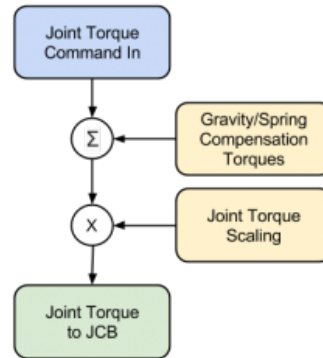 Joint Torque
Command In
Σ
Gravity/Spring
Compensation
Torques
X
Joint Torque
Scaling
Joint Torque
to JCB